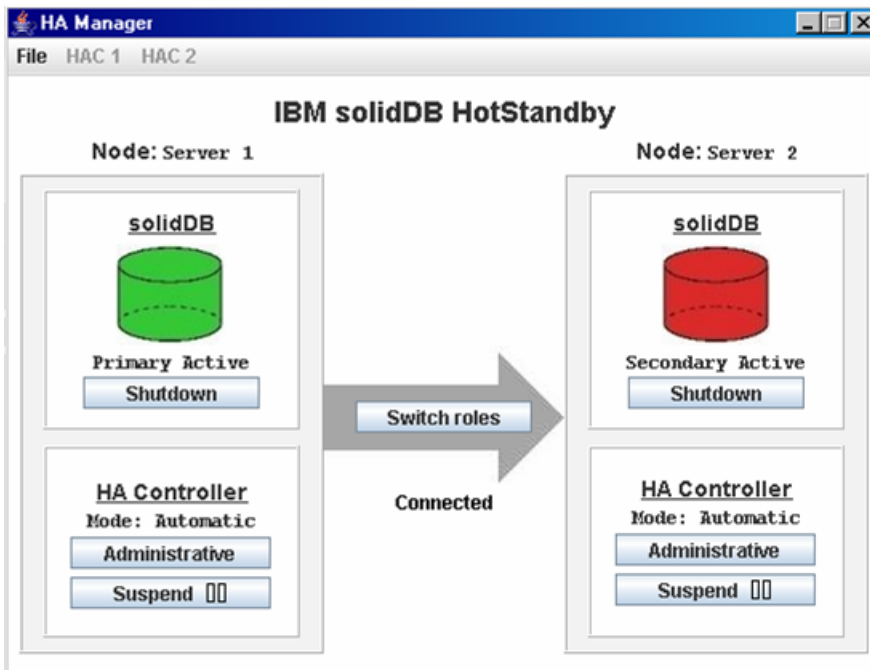 HA Manager
File HAC 1 HAC 2
IBM solidDB HotStandby
Node: Server 1
Node: Server 2
solidDB
Primary Active
Shutdown
HA Controller
Mode: Automatic
Administrative
Suspend
Switch roles
Connected
solidDB
Secondary Active
Shutdown
HA Controller
Mode: Automatic
Administrative
Suspend